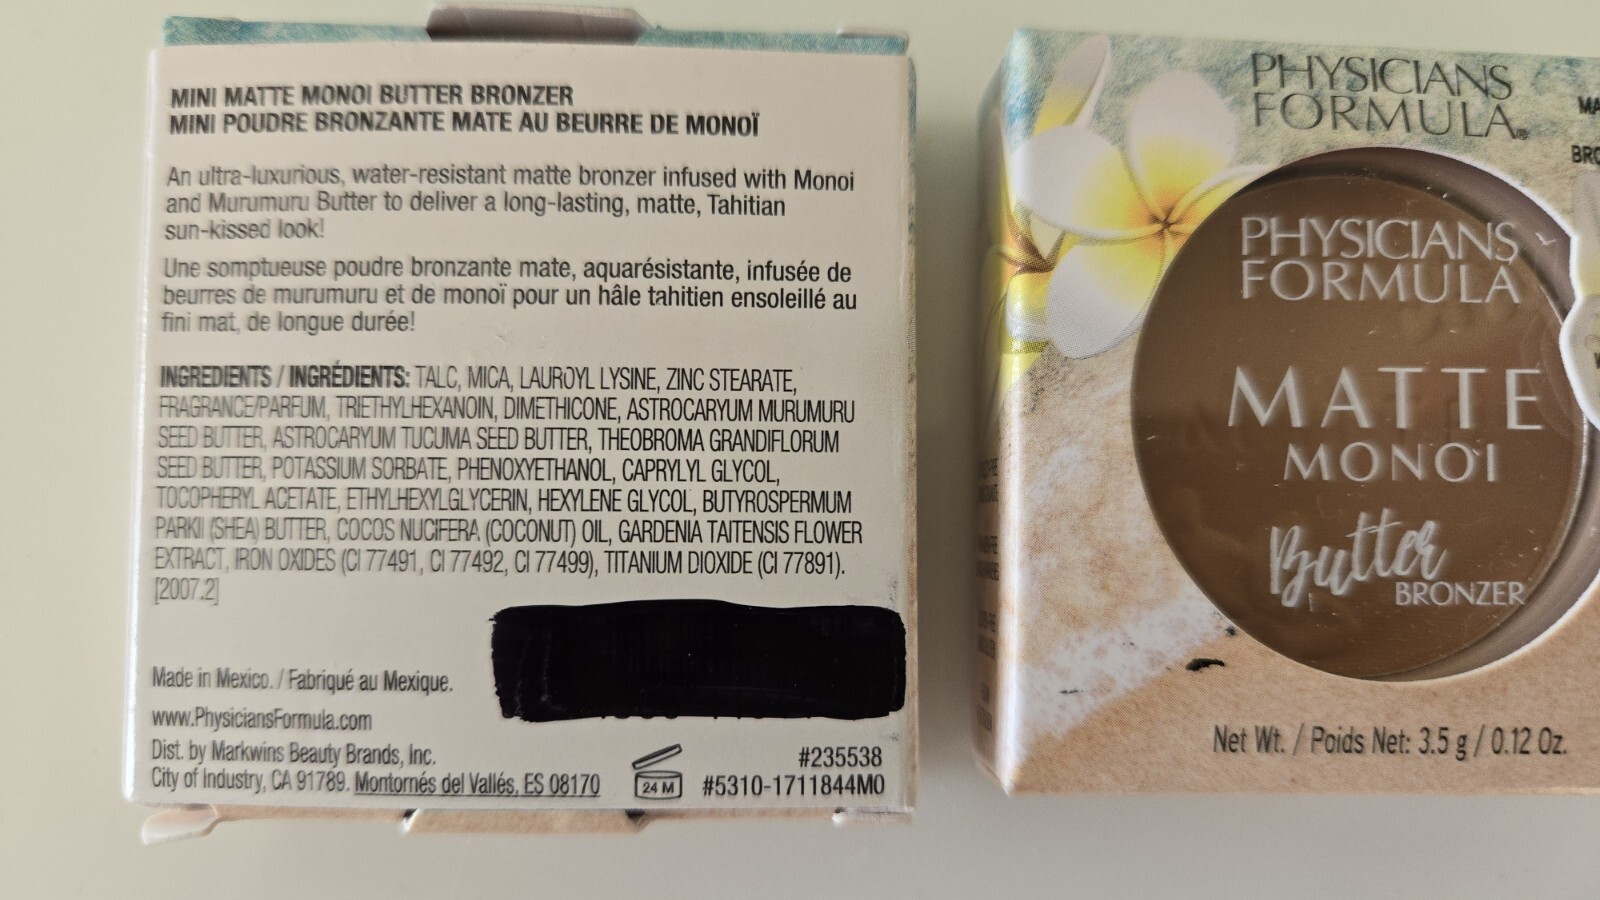 MINI MATTE MONOI BUTTER BRONZER
MINI POUDRE BRONZANTE MATE AU BEURRE DE MONOÏ
An ultra-luxurious, water-resistant matte bronzer infused with Monoi
and Murumuru Butter to deliver a long-lasting, matte, Tahitian
sun-kissed look!
Une somptueuse poudre bronzante mate, aquarésistante, infusée de
beurres de murumuru et de monoï pour un hâle tahitien ensoleillé au
fini mat, de longue durée!
INGREDIENTS / INGRÉDIENTS: TALC, MICA, LAUROYL LYSINE, ZINC STEARATE,
FRAGRANCE/PARFUM, TRIETHYLHEXANOIN, DIMETHICONE, ASTROCARYUM MURUMURU
SEED BUTTER, ASTROCARYUM TUCUMA SEED BUTTER, THEOBROMA GRANDIFLORUM
SEED BUTTER, POTASSIUM SORBATE, PHENOXYETHANOL, CAPRYLYL GLYCOL,
TOCOPHERYL ACETATE, ETHYLHEXYLGLYCERIN, HEXYLENE GLYCOL, BUTYROSPERMUM
PARKII (SHEA) BUTTER, COCOS NUCIFERA (COCONUT) OIL, GARDENIA TAITENSIS FLOWER
EXTRACT, IRON OXIDES (CI 77491, CI 77492, CI 77499), TITANIUM DIOXIDE (CI 77891).
[2007.2]
Made in Mexico. / Fabriqué au Mexique.
www.PhysiciansFormula.com
Dist. by Markwins Beauty Brands, Inc.
City of Industry, CA 91789. Montornés del Vallés, ES 08170
24 M
#235538
#5310-1711844M0
PHYSICIANS
FORMULA®
PHYSICIANS
FORMULA
MATTE
MONOI
Butter
BRONZER
Net Wt. / Poids Net: 3.5 g / 0.12 Oz.